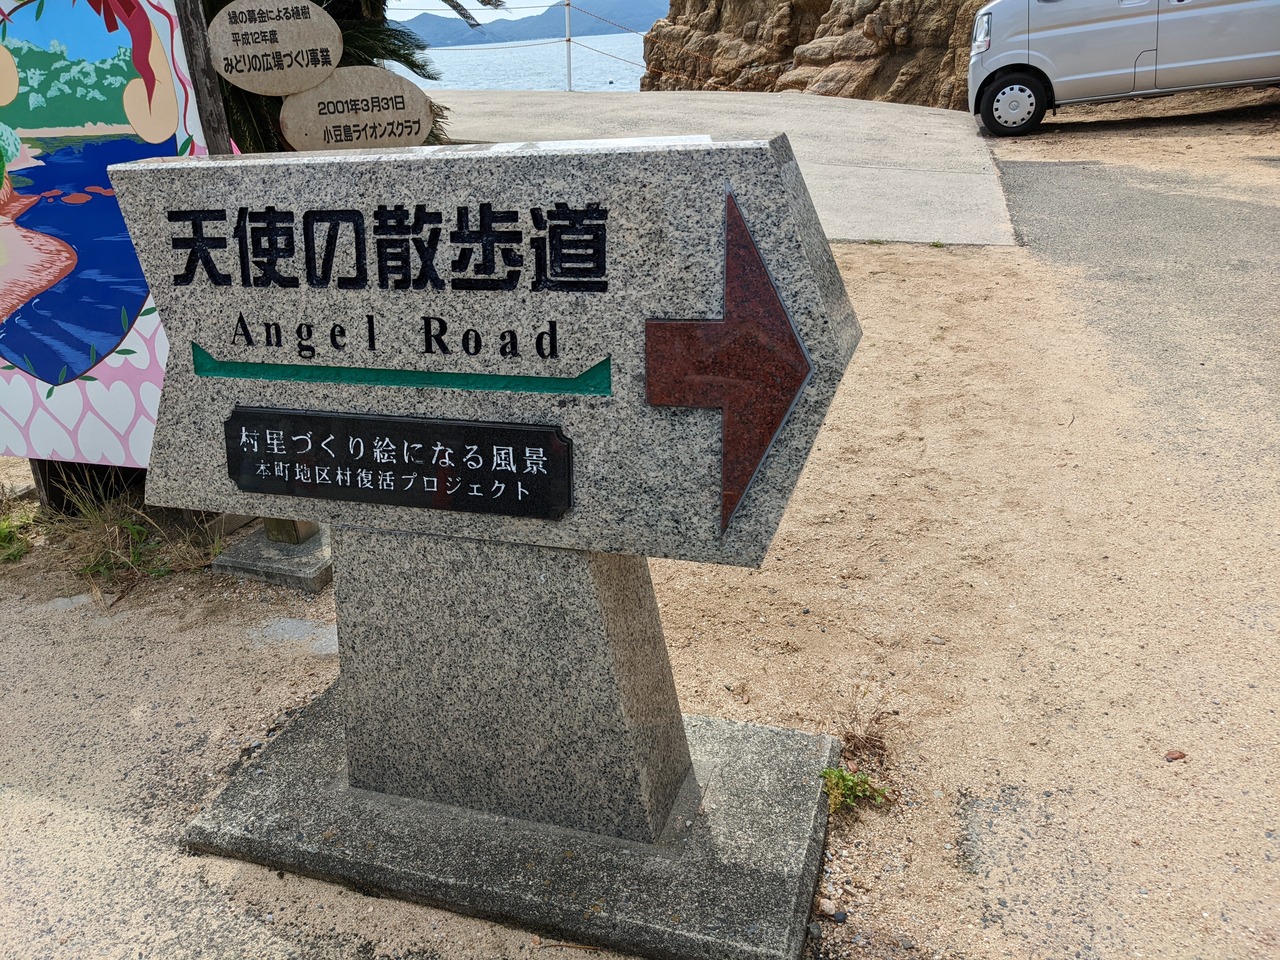 緑の募金による植樹
平成12年度
みどりの広場づくり事業
2001年3月31日
小豆島ライオンズクラブ
天使の散歩道
Angel Road
村里づくり絵になる風景
本町地区村復活プロジェクト